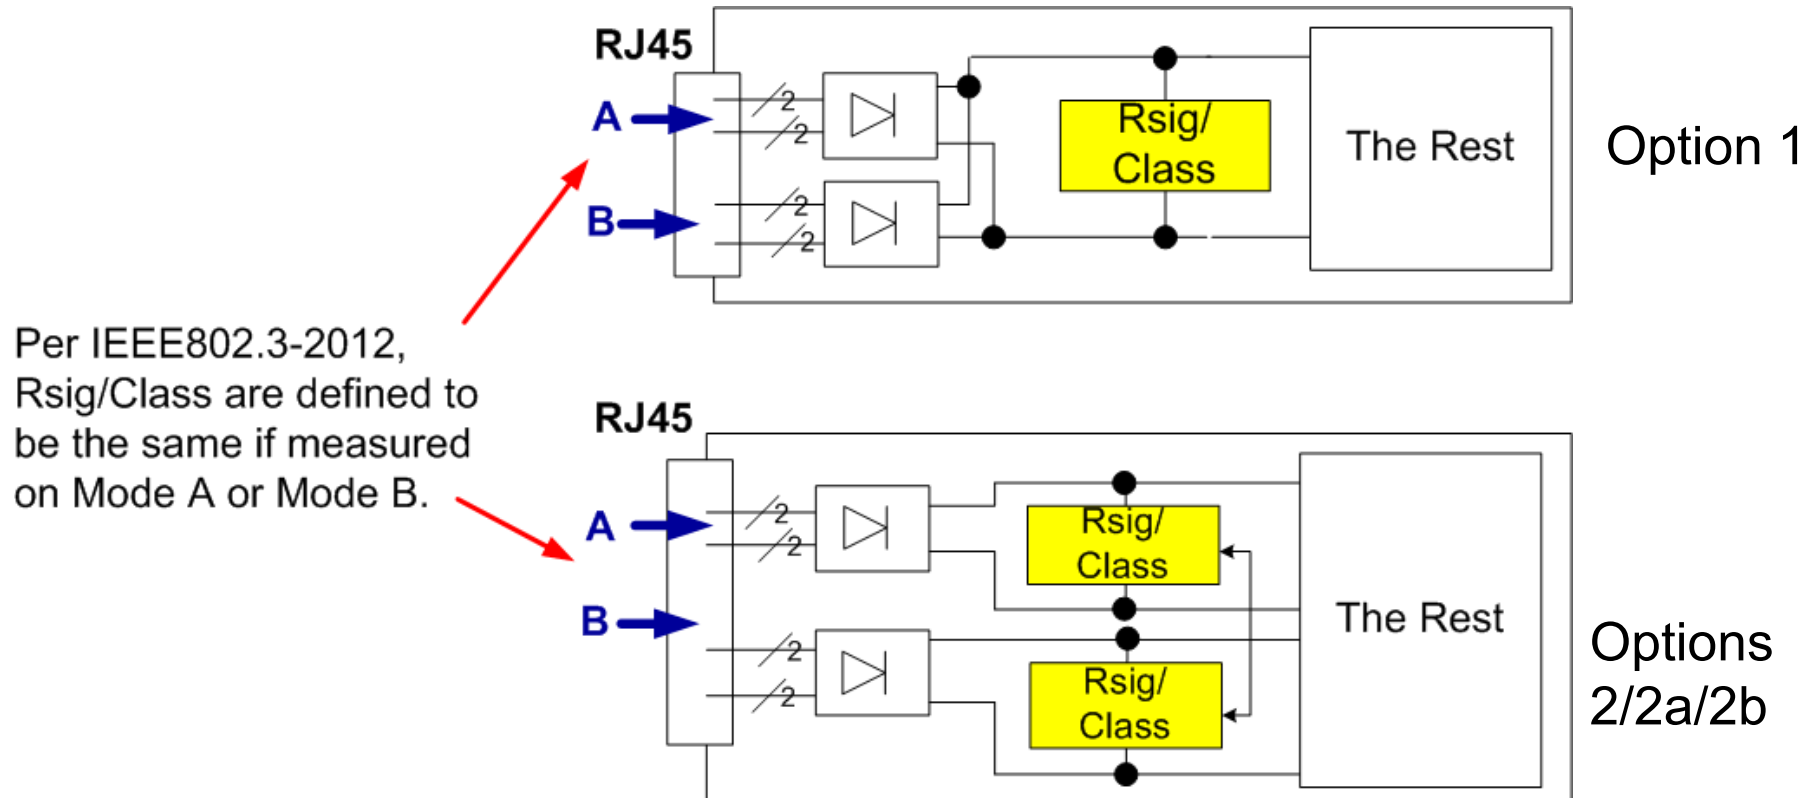 RJ45
A
2
2
B
2
2
Rsig/
Class
The Rest
Option 1
Per IEEE802.3-2012,
Rsig/Class are defined to
be the same if measured
on Mode A or Mode B.
RJ45
A
2
2
B
2
2
Rsig/
Class
Rsig/
Class
The Rest
Options
2/2a/2b